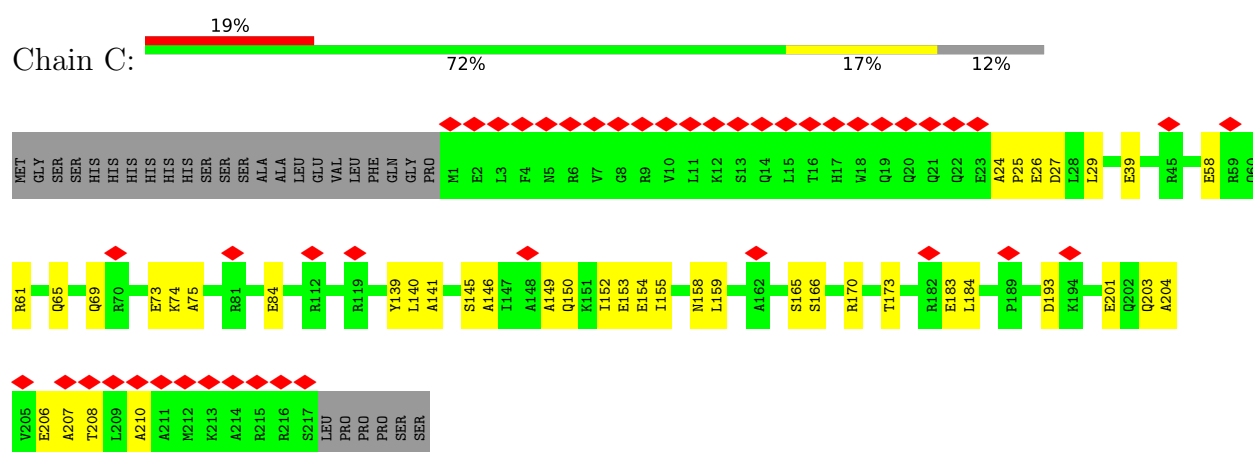 19%
Chain C:
72% 17% 12%
MET GLY SER SER HIS HIS HIS HIS HIS HIS SER SER SER ALA ALA LEU GLU VAL LEU PHE GLN GLY PRO M1 E2 L3 F4 N5 R6 V7 G8 R9 V10 L11 K12 S13 Q14 L15 T16 H17 W18 Q19 Q20 Q21 Q22 E23 A24 P25 E26 D27 L28 L29 E39 R45 E58 R59 Q60
R61 Q65 Q69 R70 E73 K74 A75 R81 E84 R112 R119 Y139 L140 A141 S145 A146 I147 A148 A149 Q150 K151 I152 E153 E154 I155 N158 L159 A162 S165 S166 R170 T173 R182 E183 L184 P189 D193 K194 E201 Q202 Q203 A204
V205 E206 A207 T208 L209 A210 A211 M212 K213 A214 R215 R216 S217 LEU PRO PRO PRO SER SER